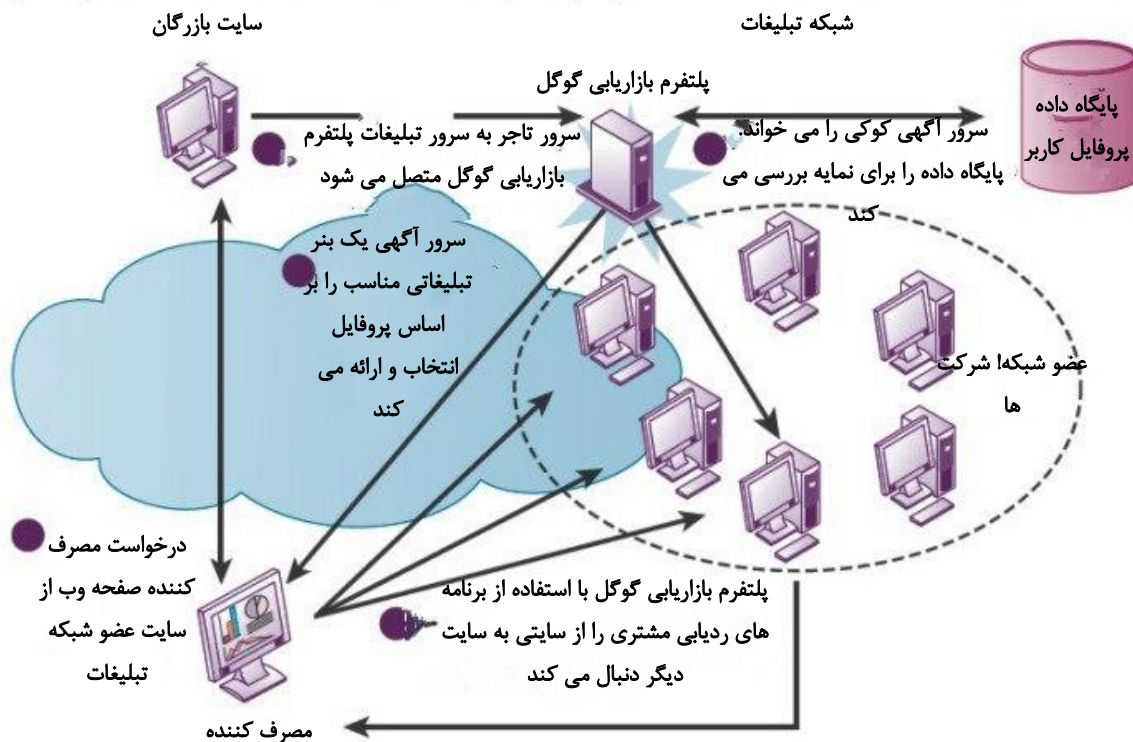 سایت بازرگان
شبکه تبلیغات
پلتفرم بازاریابی گوگل
پایگاه داده
پروفایل کاربر
سرور تاجر به سرور تبلیغات پلتفرم
بازاریابی گوگل متصل می شود
سرور آگهی کوکی را می خواند.
پایگاه داده را برای نمایه بررسی می
کند
سرور آگهی یک بنر
تبلیغاتی مناسب را بر
اساس پروفایل
انتخاب و ارائه می
کند
عضو شبکه! شرکت
ها
درخواست مصرف
کننده صفحه وب از
سایت عضو شبکه
تبلیغات
پلتفرم بازاریابی گوگل با استفاده از برنامه
های ردیابی مشتری را از سایتی به سایت
دیگر دنبال می کند
مصرف کننده